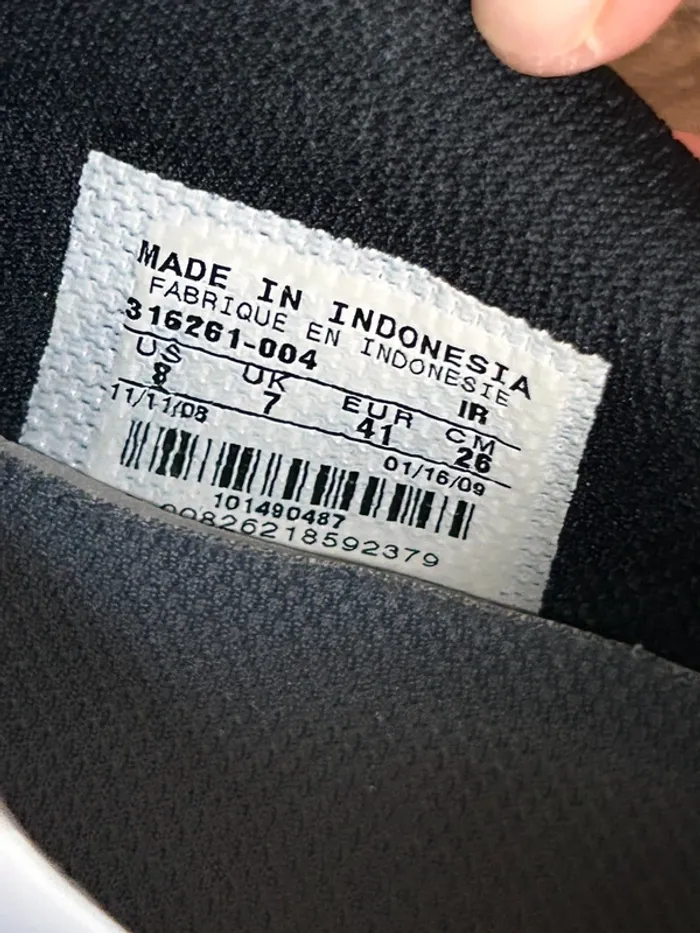 MADE IN INDONESIA
FABRIQUE EN INDONESIE
316261-004 IR
US UK EUR CM
8 7 41 26
11/11/08 01/16/09
101490487
00826218592379